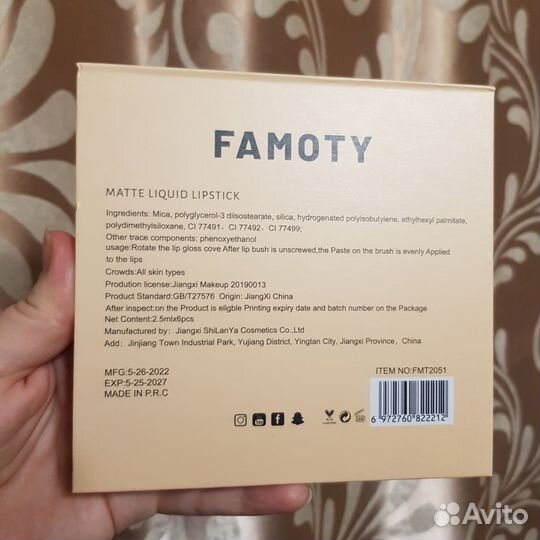 FAMOTY
MATTE LIQUID LIPSTICK
Ingredients: Mica, polyglycerol-3 diisostearate, silica, hydrogenated polyisobutylene, ethylhexyl palmitate,
polydimethylsiloxane, CI 77491、CI 77492、CI 77499;
Other trace components: phenoxyethanol
usage:Rotate the lip gloss cove After lip bush is unscrewed,the Paste on the brush is evenly Applied
to the lips
Crowds:All skin types
Prodution license:Jiangxi Makeup 20190013
Product Standard:GB/T27576 Origin: JiangXi China
After inspect:on the Product is eligble Printing expiry date and batch number on the Package
Net Content:2.5mlx6pcs
Manufactured by: Jiangxi ShiLanYa Cosmetics Co.,Ltd
Add: Jinjiang Town Industrial Park, Yujiang District, Yingtan City, Jiangxi Province, China
MFG:5-26-2022
EXP:5-25-2027
MADE IN P.R.C
ITEM NO:FMT2051
6 972760 822212
Avito